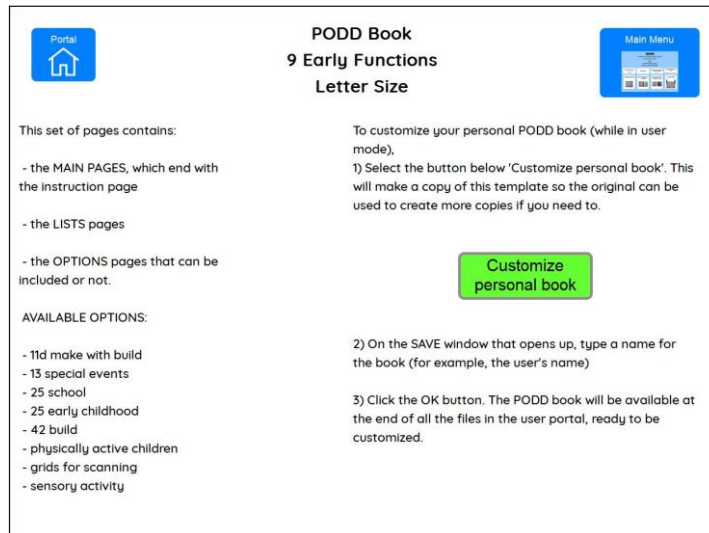 Portal
PODD Book
9 Early Functions
Letter Size
Main Menu
This set of pages contains:
- the MAIN PAGES, which end with
the instruction page
- the LISTS pages
- the OPTIONS pages that can be
included or not.
AVAILABLE OPTIONS:
- 11d make with build
- 13 special events
- 25 school
- 25 early childhood
- 42 build
- physically active children
- grids for scanning
- sensory activity
To customize your personal PODD book (while in user
mode),
1) Select the button below 'Customize personal book'. This
will make a copy of this template so the original can be
used to create more copies if you need to.
Customize
personal book
2) On the SAVE window that opens up, type a name for
the book (for example, the user's name)
3) Click the OK button. The PODD book will be available at
the end of all the files in the user portal, ready to be
customized.